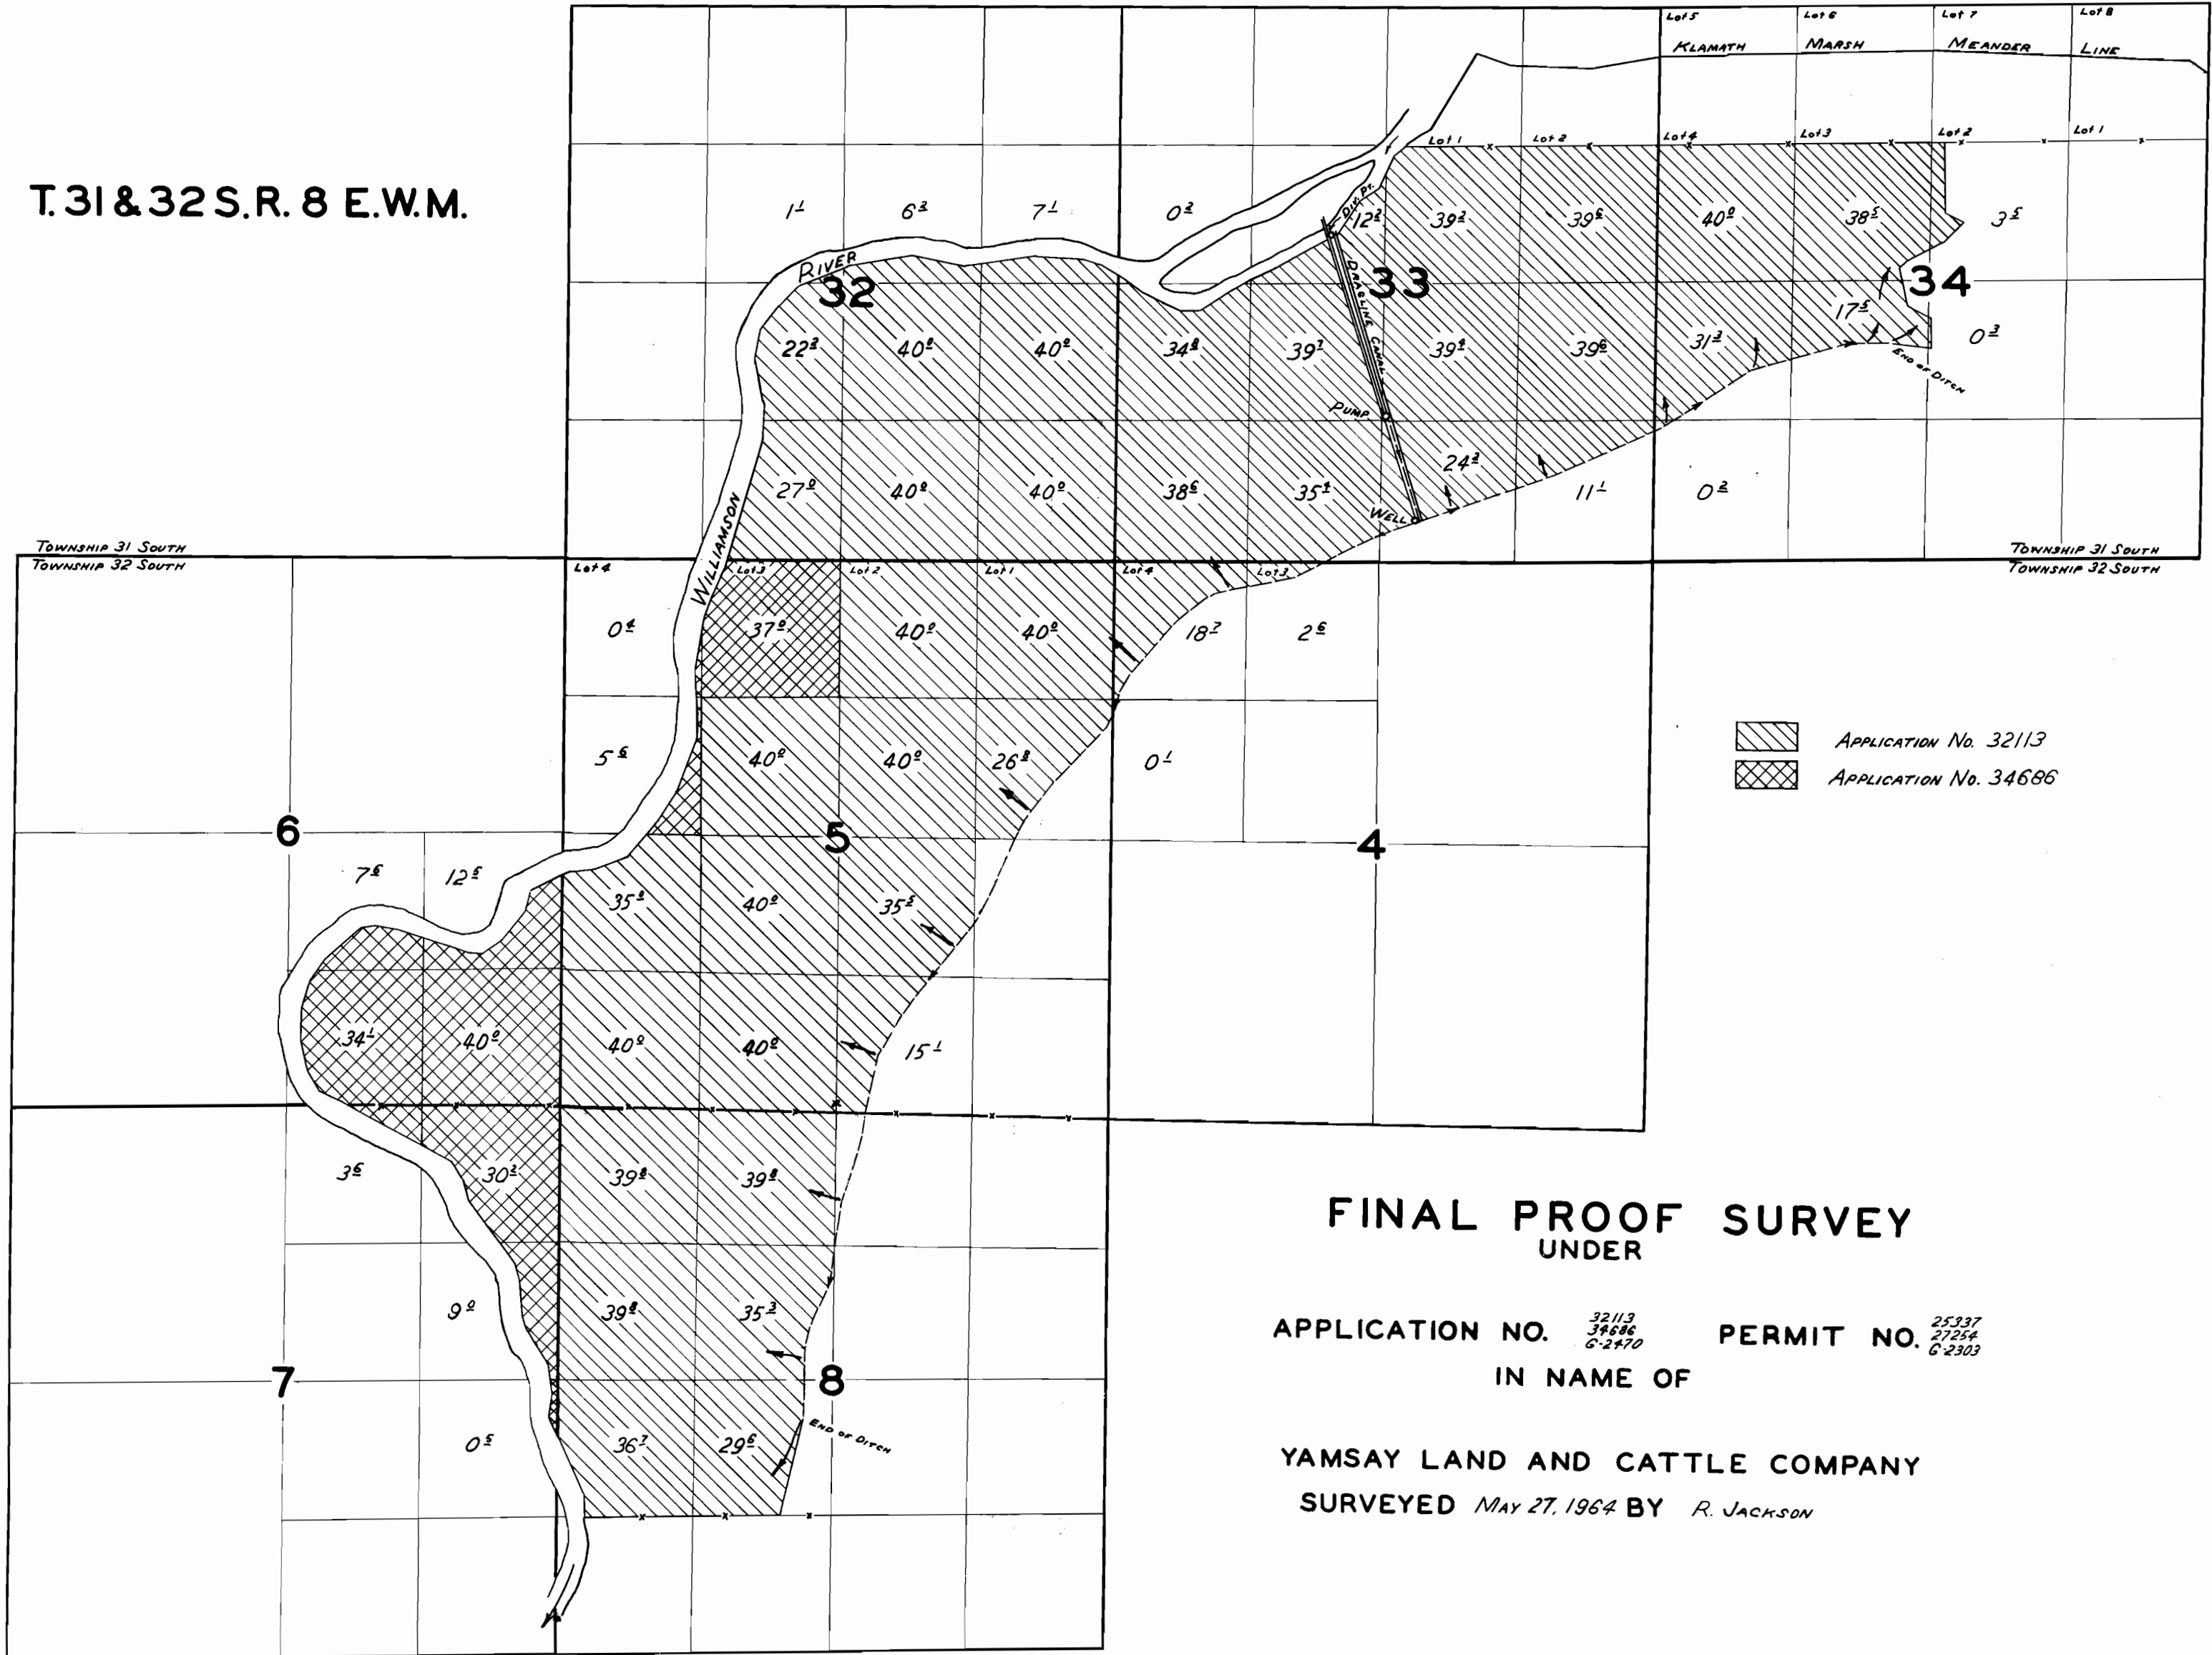 Lot 5 Lot 6 Lot 7 Lot 8
KLAMATH MARSH MEANDER LINE
Lot 1 Lot 2 Lot 4 Lot 3 Lot 2 Lot 1
T. 31 & 32 S. R. 8 E. W. M.
1.1 6.3 7.1 0.2 DIV. PT. 12.2 39.2 39.6 40.0 38.5 3.5
RIVER
32 33 34
DRAGLINE CANAL
22.3 40.0 40.0 34.8 39.7 39.4 39.6 31.3 17.5 0.3
END OF DITCH
PUMP
27.0 40.0 40.0 38.6 35.4 24.3 11.1 0.2
WELL
WILLIAMSON
TOWNSHIP 31 SOUTH TOWNSHIP 31 SOUTH
TOWNSHIP 32 SOUTH TOWNSHIP 32 SOUTH
Lot 4 Lot 3 Lot 2 Lot 1 Lot 4 Lot 3
0.4 37.0 40.0 40.0 18.7 2.6
5.6 40.0 40.0 26.8 0.1
APPLICATION NO. 32113
APPLICATION NO. 34686
6 5 4
7.6 12.5 35.0 40.0 35.5
34.1 40.0 40.0 40.0 15.1
3.6 30.2 39.8 39.8
9.0 39.8 35.3
7 8
0.5 36.7 29.6 END OF DITCH
FINAL PROOF SURVEY
UNDER
APPLICATION NO. 32113 34686 G-2470 PERMIT NO. 25337 27254 G-2303
IN NAME OF
YAMSAY LAND AND CATTLE COMPANY
SURVEYED MAY 27, 1964 BY R. JACKSON